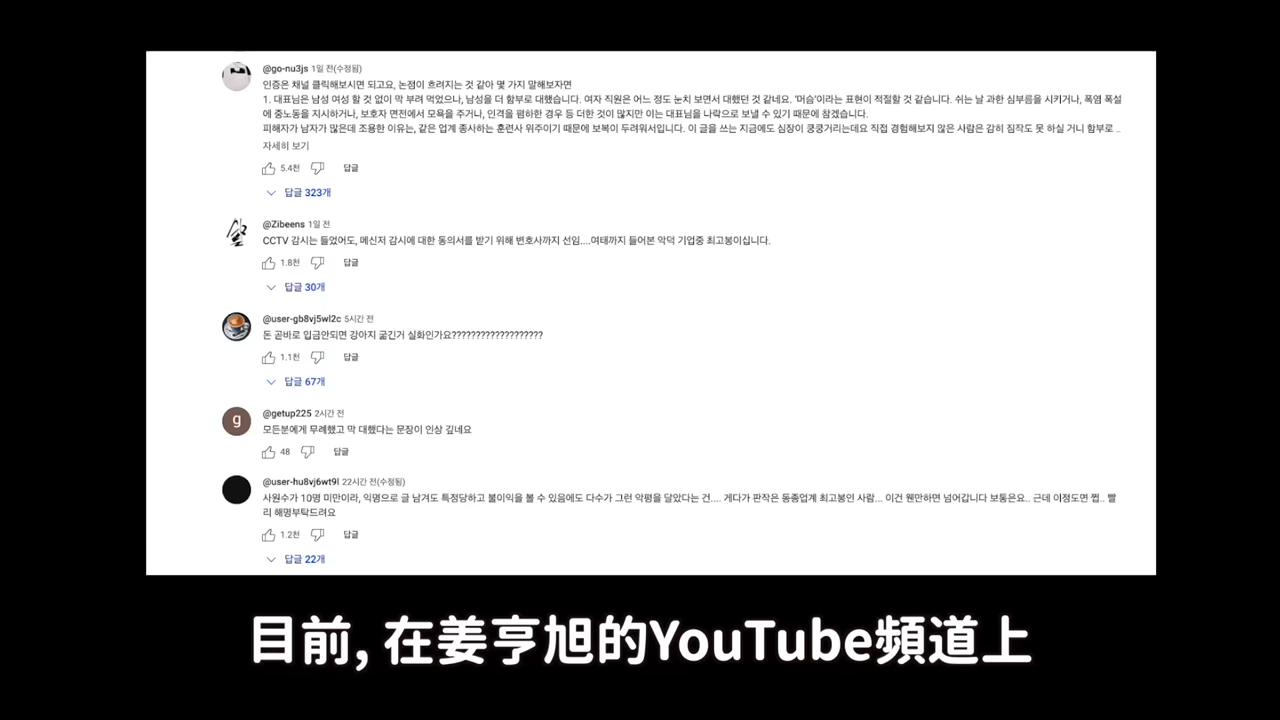 @go-nu3js 1일 전(수정됨)
인증은 채널 클릭해보시면 되고요, 논점이 흐려지는 것 같아 몇 가지 말해보자면
1. 대표님은 남성 여성 할 것 없이 막 부려 먹었으나, 남성을 더 함부로 대했습니다. 여자 직원은 어느 정도 눈치 보면서 대했던 것 같네요. '머슴'이라는 표현이 적절할 것 같습니다. 쉬는 날 과한 심부름을 시키거나, 폭염 폭설
에 중노동을 지시하거나, 보호자 면전에서 모욕을 주거나, 인격을 폄하한 경우 등 더한 것이 많지만 이는 대표님을 나락으로 보낼 수 있기 때문에 참겠습니다.
피해자가 남자가 많은데 조용한 이유는, 같은 업계 종사하는 훈련사 위주이기 때문에 보복이 두려워서입니다. 이 글을 쓰는 지금에도 심장이 쿵쿵거리는데요 직접 경험해보지 않은 사람은 감히 짐작도 못 하실 거니 함부로 ..
자세히 보기
5.4천 답글
답글 323개
@Zibeens 1일 전
CCTV 감시는 들었어도, 메신저 감시에 대한 동의서를 받기 위해 변호사까지 선임....여태까지 들어본 악덕 기업중 최고봉이십니다.
1.8천 답글
답글 30개
@user-gb8vj5wl2c 5시간 전
돈 곧바로 입금안되면 강아지 굶긴거 실화인가요???????????????????
1.1천 답글
답글 67개
g
@getup225 2시간 전
모든분에게 무례했고 막 대했다는 문장이 인상 깊네요
48 답글
@user-hu8vj6wt9l 22시간 전(수정됨)
사원수가 10명 미만이라, 익명으로 글 남겨도 특정당하고 불이익을 볼 수 있음에도 다수가 그런 악평을 달았다는 건.... 게다가 판작은 동종업계 최고봉인 사람... 이건 웬만하면 넘어갑니다 보통은요.. 근데 이정도면 쩝.. 빨
리 해명부탁드려요
1.2천 답글
답글 22개
目前, 在姜亨旭的YouTube頻道上